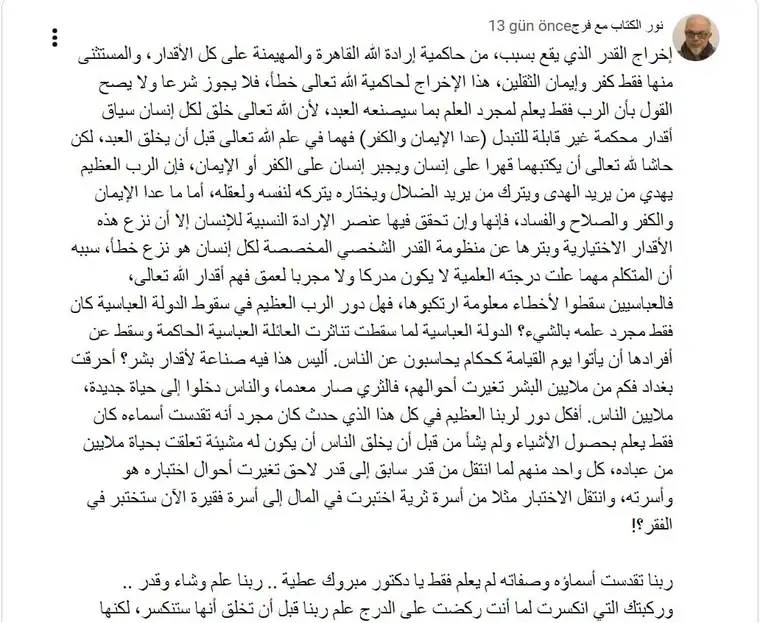 نور الكتاب مع فرج13 gün önce
إخراج القدر الذي يقع بسبب، من حاكمية إرادة الله القاهرة والمهيمنة على كل الأقدار، والمستثنى
منها فقط كفر وإيمان الثقلين، هذا الإخراج لحاكمية الله تعالى خطأ، فلا يجوز شرعا ولا يصح
القول بأن الرب فقط يعلم لمجرد العلم بما سيصنعه العبد، لأن الله تعالى خلق لكل إنسان سياق
أقدار محكمة غير قابلة للتبدل (عدا الإيمان والكفر) فهما في علم الله تعالى قبل أن يخلق العبد، لكن
حاشا لله تعالى أن يكتبهما قهرا على إنسان ويجبر إنسان على الكفر أو الإيمان، فإن الرب العظيم
يهدي من يريد الهدى ويترك من يريد الضلال ويختاره يتركه لنفسه ولعقله، أما ما عدا الإيمان
والكفر والصلاح والفساد، فإنها وإن تحقق فيها عنصر الإرادة النسبية للإنسان إلا أن نزع هذه
الأقدار الاختيارية وبترها عن منظومة القدر الشخصي المخصصة لكل إنسان هو نزع خطأ، سببه
أن المتكلم مهما علت درجته العلمية لا يكون مدركا ولا مجربا لعمق فهم أقدار الله تعالى،
فالعباسيين سقطوا لأخطاء معلومة ارتكبوها، فهل دور الرب العظيم في سقوط الدولة العباسية كان
فقط مجرد علمه بالشيء؟ الدولة العباسية لما سقطت تناثرت العائلة العباسية الحاكمة وسقط عن
أفرادها أن يأتوا يوم القيامة كحكام يحاسبون عن الناس. أليس هذا فيه صناعة لأقدار بشر؟ أحرقت
بغداد فكم من ملايين البشر تغيرت أحوالهم، فالثري صار معدما، والناس دخلوا إلى حياة جديدة،
ملايين الناس. أفكل دور لربنا العظيم في كل هذا الذي حدث كان مجرد أنه تقدست أسماءه كان
فقط يعلم بحصول الأشياء ولم يشأ من قبل أن يخلق الناس أن يكون له مشيئة تعلقت بحياة ملايين
من عباده، كل واحد منهم لما انتقل من قدر سابق إلى قدر لاحق تغيرت أحوال اختباره هو
وأسرته، وانتقل الاختبار مثلا من أسرة ثرية اختبرت في المال إلى أسرة فقيرة الآن ستختبر في
الفقر؟!
ربنا تقدست أسماؤه وصفاته لم يعلم فقط يا دكتور مبروك عطية .. ربنا علم وشاء وقدر ..
وركبتك التي انكسرت لما أنت ركضت على الدرج علم ربنا قبل أن تخلق أنها ستنكسر، لكنها